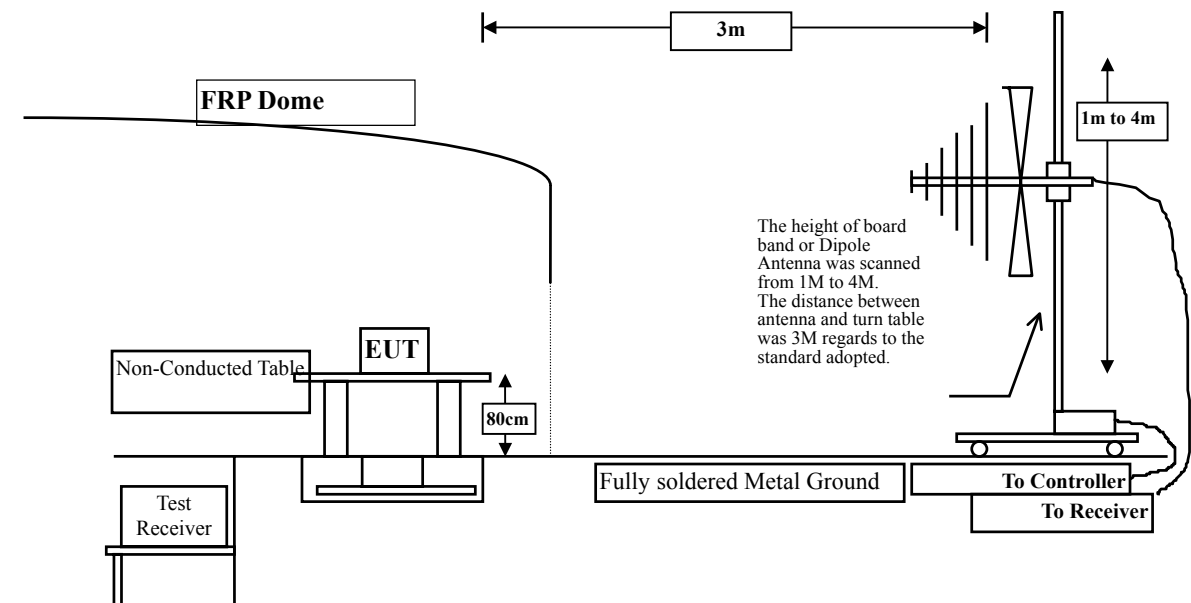 3m
FRP Dome
1m to 4m
The height of board
band or Dipole
Antenna was scanned
from 1M to 4M.
The distance between
antenna and turn table
was 3M regards to the
standard adopted.
EUT
Non-Conducted Table
80cm
Fully soldered Metal Ground
To Controller
To Receiver
Test
Receiver